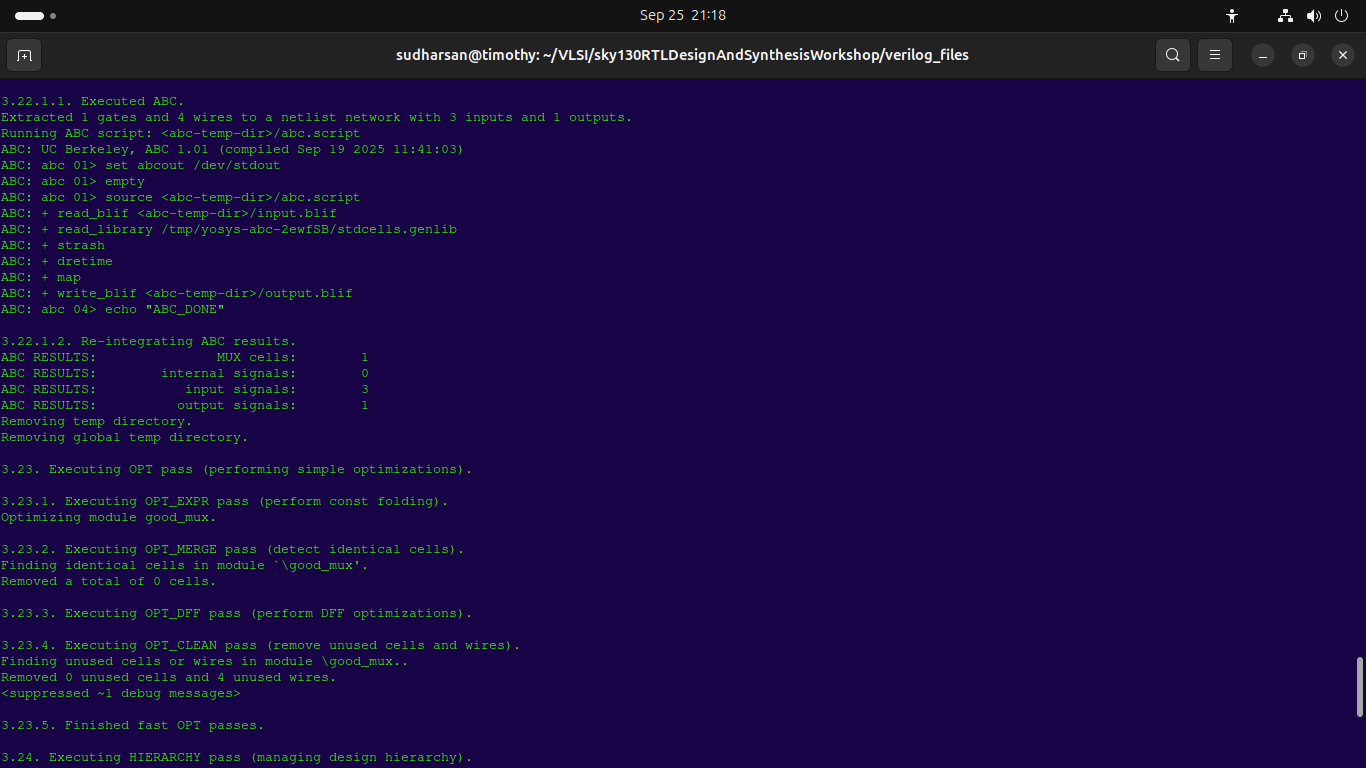 Sep 25 21:18
sudharsan@timothy: ~/VLSI/sky130RTLDesignAndSynthesisWorkshop/verilog_files
3.22.1.1. Executed ABC.
Extracted 1 gates and 4 wires to a netlist network with 3 inputs and 1 outputs.
Running ABC script: <abc-temp-dir>/abc.script
ABC: UC Berkeley, ABC 1.01 (compiled Sep 19 2025 11:41:03)
ABC: abc 01> set abcout /dev/stdout
ABC: abc 01> empty
ABC: abc 01> source <abc-temp-dir>/abc.script
ABC: + read_blif <abc-temp-dir>/input.blif
ABC: + read_library /tmp/yosys-abc-2ewfSB/stdcells.genlib
ABC: + strash
ABC: + dretime
ABC: + map
ABC: + write_blif <abc-temp-dir>/output.blif
ABC: abc 04> echo "ABC_DONE"
3.22.1.2. Re-integrating ABC results.
ABC RESULTS:               MUX cells:        1
ABC RESULTS:        internal signals:        0
ABC RESULTS:           input signals:        3
ABC RESULTS:          output signals:        1
Removing temp directory.
Removing global temp directory.
3.23. Executing OPT pass (performing simple optimizations).
3.23.1. Executing OPT_EXPR pass (perform const folding).
Optimizing module good_mux.
3.23.2. Executing OPT_MERGE pass (detect identical cells).
Finding identical cells in module `\good_mux'.
Removed a total of 0 cells.
3.23.3. Executing OPT_DFF pass (perform DFF optimizations).
3.23.4. Executing OPT_CLEAN pass (remove unused cells and wires).
Finding unused cells or wires in module \good_mux..
Removed 0 unused cells and 4 unused wires.
<suppressed ~1 debug messages>
3.23.5. Finished fast OPT passes.
3.24. Executing HIERARCHY pass (managing design hierarchy).